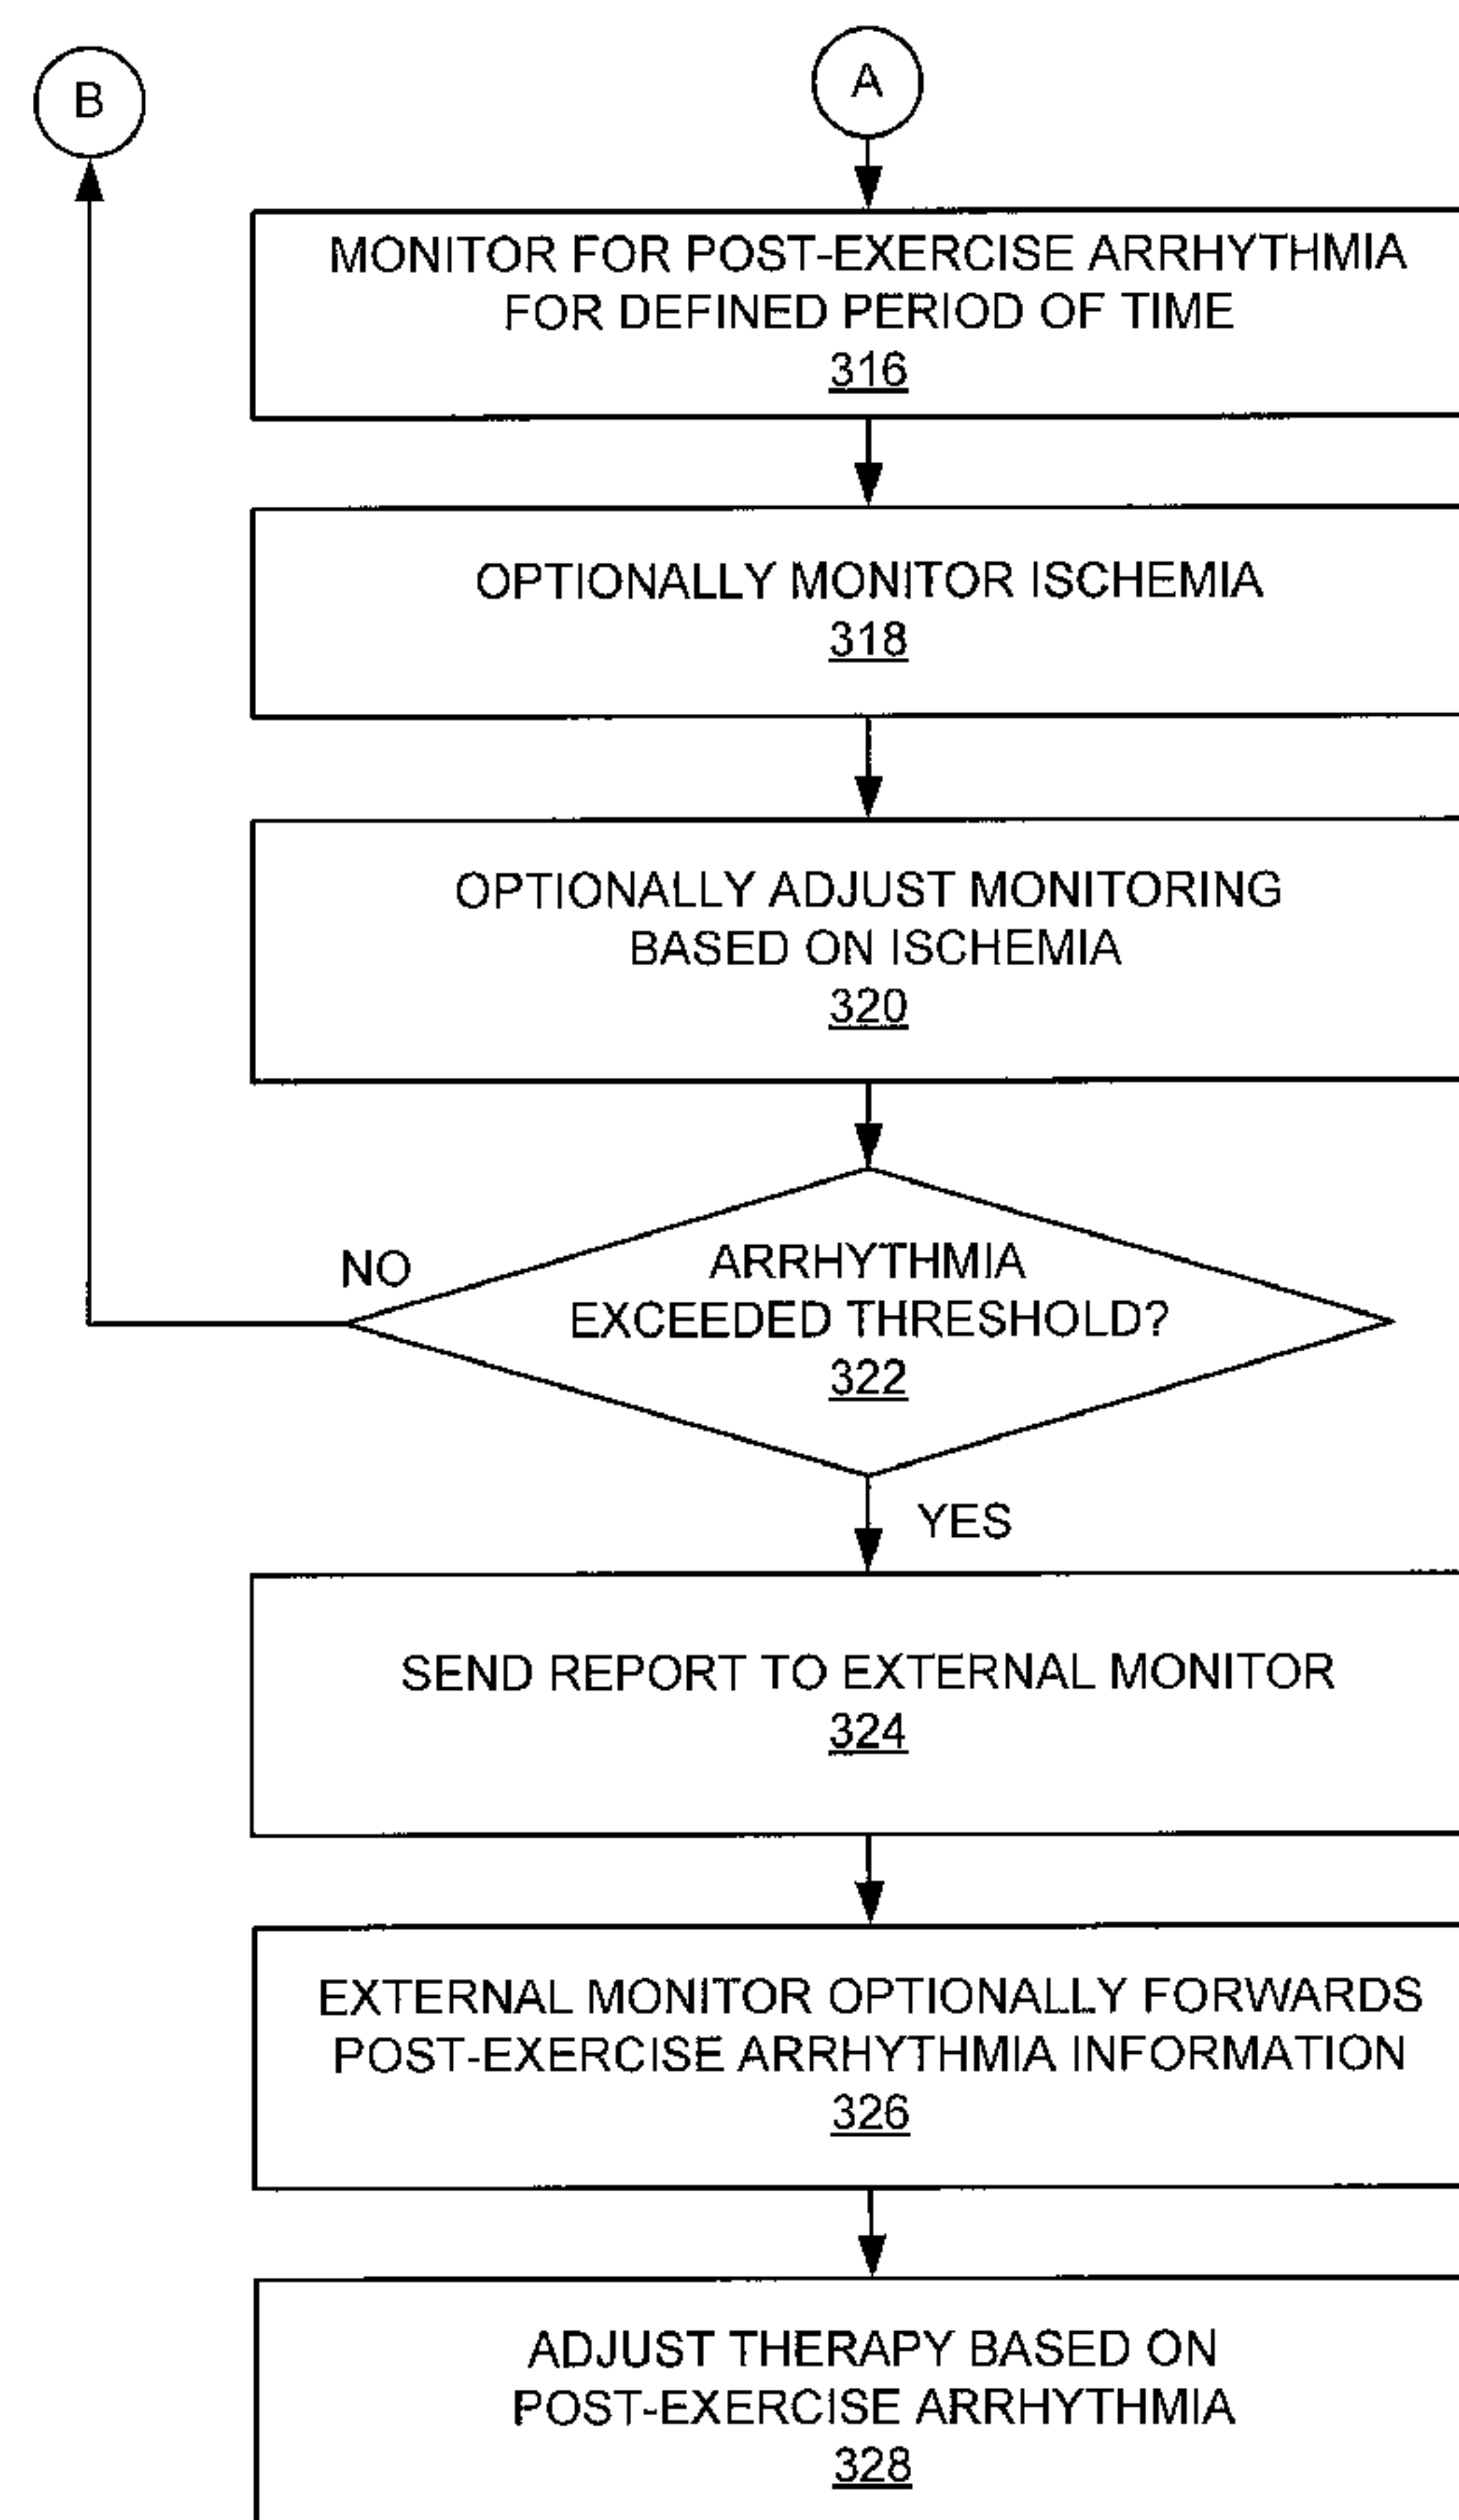 B
A
MONITOR FOR POST-EXERCISE ARRHYTHMIA
FOR DEFINED PERIOD OF TIME
316
OPTIONALLY MONITOR ISCHEMIA
318
OPTIONALLY ADJUST MONITORING
BASED ON ISCHEMIA
320
NO
ARRHYTHMIA
EXCEEDED THRESHOLD?
322
YES
SEND REPORT TO EXTERNAL MONITOR
324
EXTERNAL MONITOR OPTIONALLY FORWARDS
POST-EXERCISE ARRHYTHMIA INFORMATION
326
ADJUST THERAPY BASED ON
POST-EXERCISE ARRHYTHMIA
328